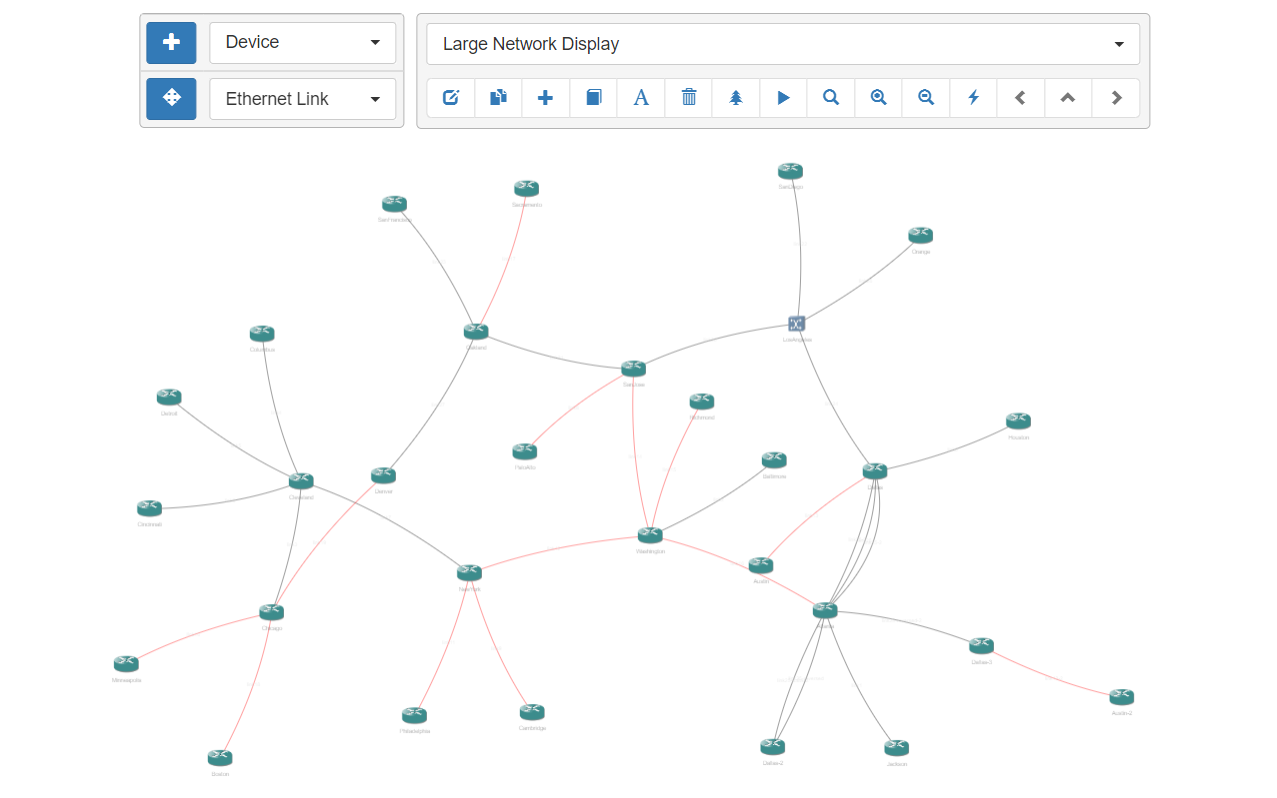 Device
Large Network Display
Ethernet Link
A
SanDiego
Sacramento
SanFrancisco
Orange
LosAngeles
Oakland
Columbus
SanJose
Detroit
Richmond
Houston
PaloAlto
Baltimore
Dallas
Denver
Cleveland
Cincinnati
Washington
Austin
NewYork
Chicago
Dallas-3
Minneapolis
Austin-2
Philadelphia
Cambridge
Dallas-2
Jackson
Boston